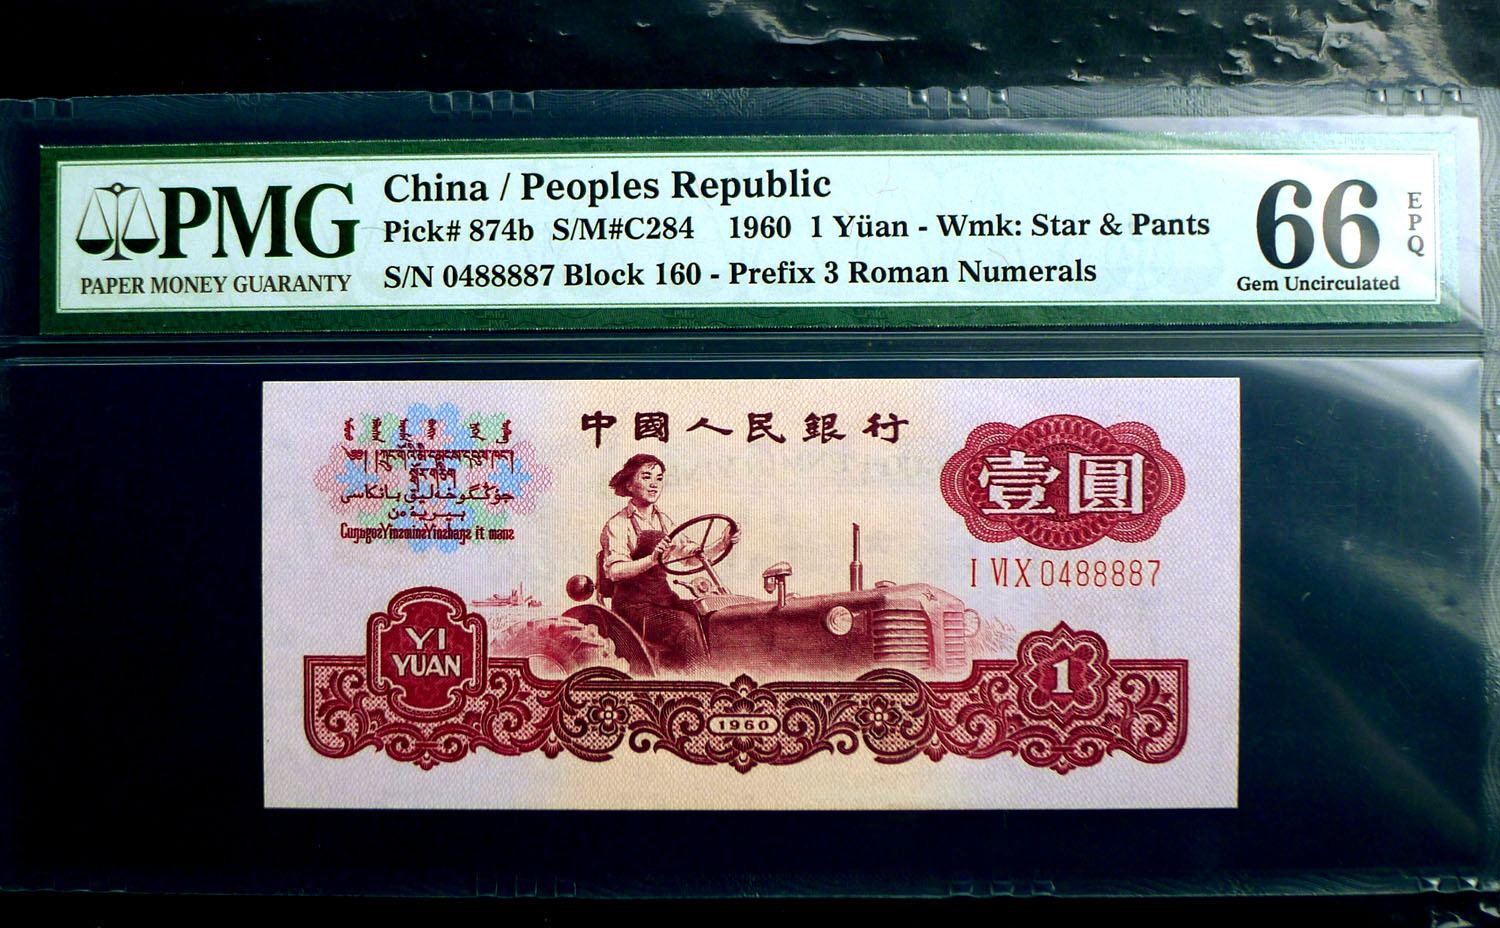 PMG
PAPER MONEY GUARANTY
China / Peoples Republic
Pick# 874b S/M#C284 1960 1 Yüan - Wmk: Star & Pants
S/N 0488887 Block 160 - Prefix 3 Roman Numerals
66
EPQ
Gem Uncirculated
中國人民銀行
壹圓
I VI X 0488887
YI
YUAN
1960
1